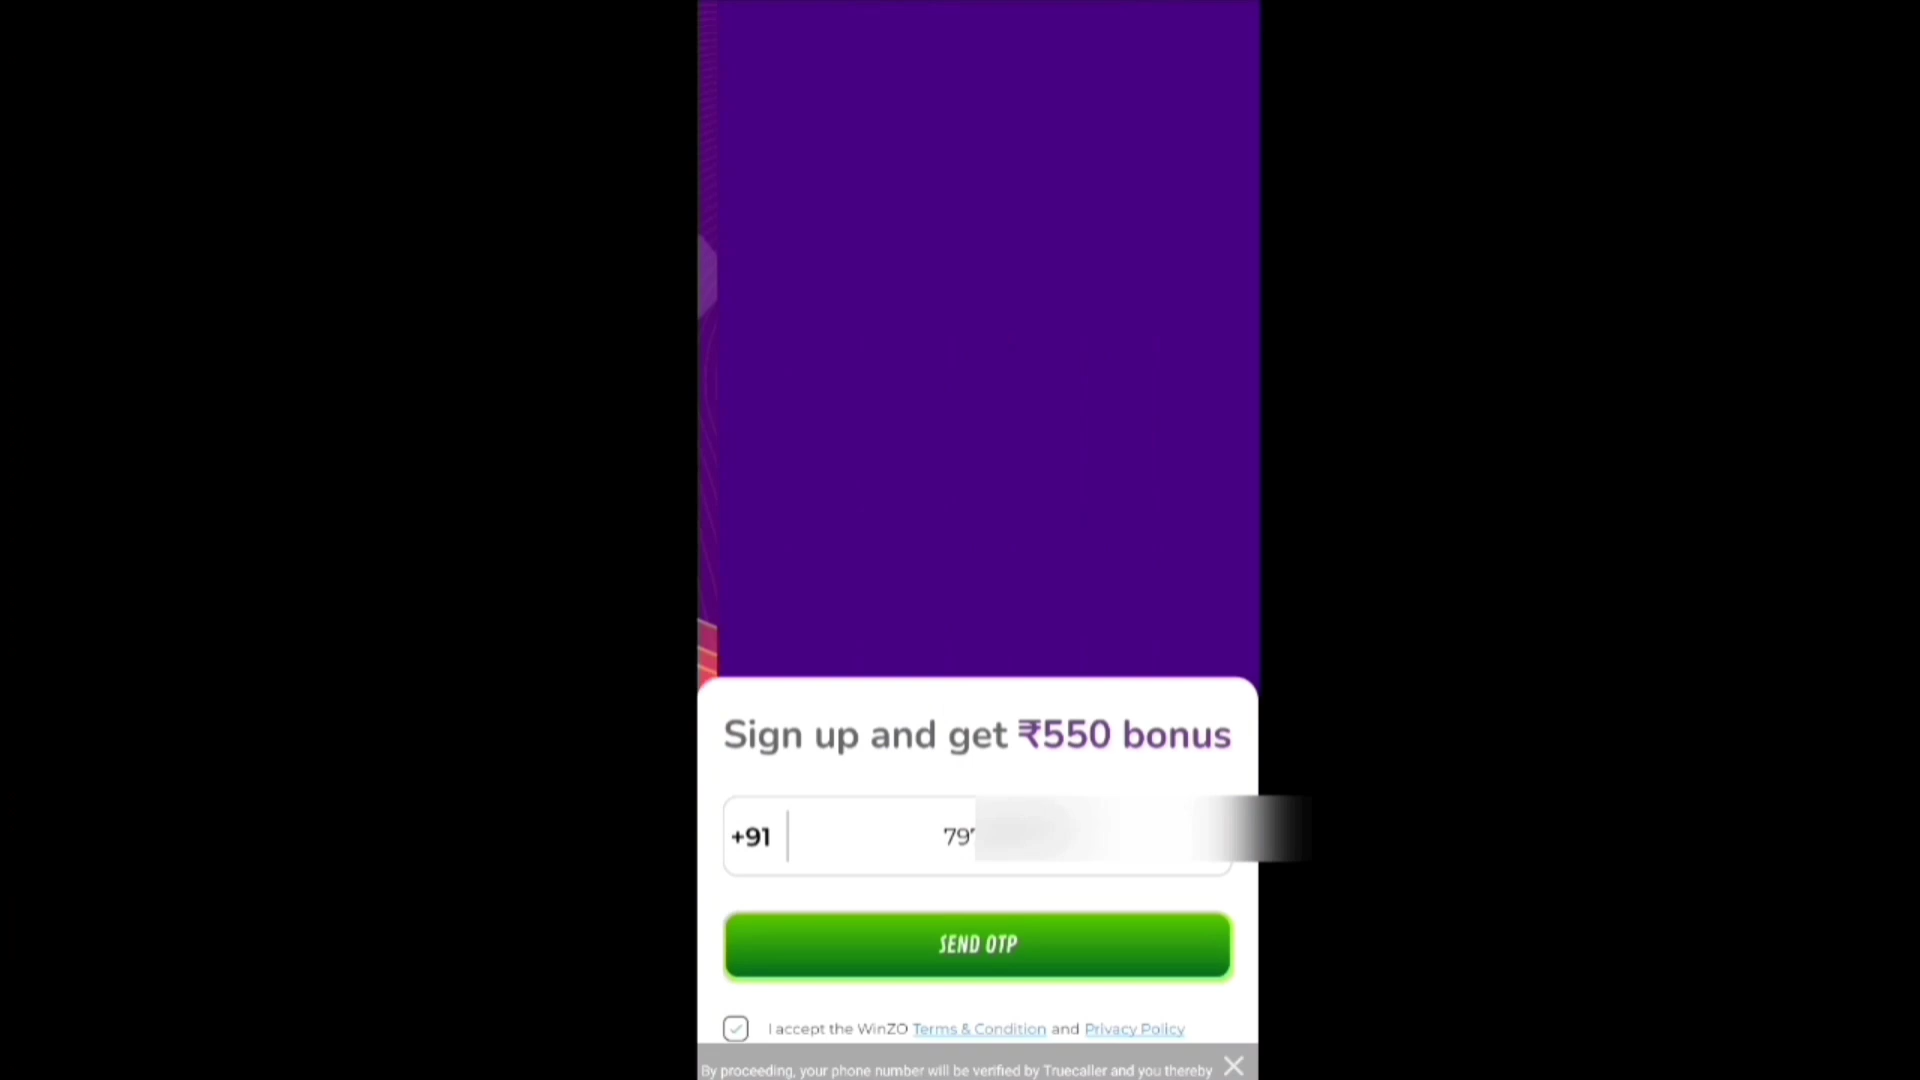 Sign up and get ₹550 bonus
+91 797
SEND OTP
I accept the WinZO Terms & Condition and Privacy Policy
By proceeding, your phone number will be verified by Truecaller and you thereby